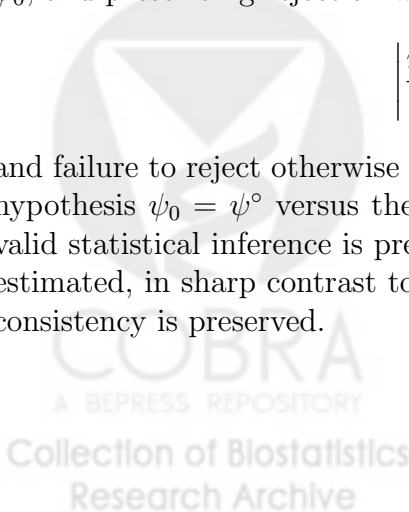 and failure to reject otherwise
hypothesis ψ₀ = ψ° versus the
valid statistical inference is pre
estimated, in sharp contrast to
consistency is preserved.
COBRA
A BEPRESS REPOSITORY
Collection of Biostatistics
Research Archive